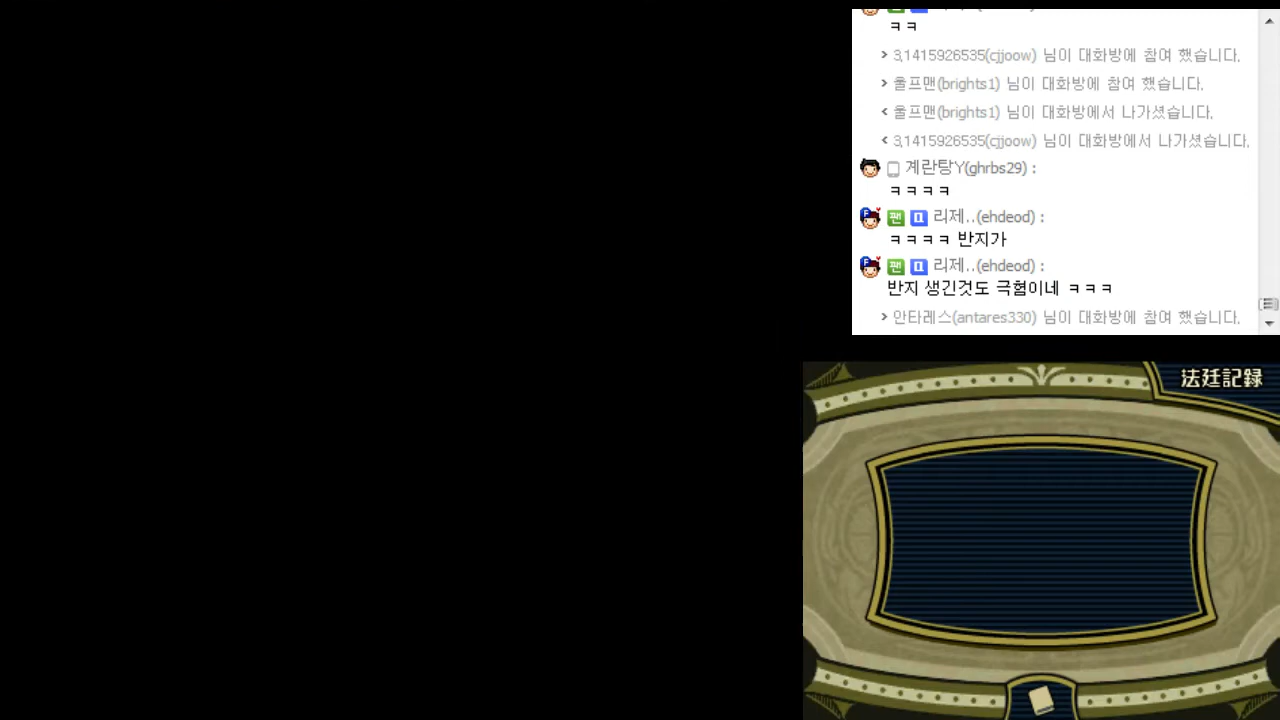 ㅋㅋ
> 3,1415926535(cjjoow) 님이 대화방에 참여 했습니다.
> 울프맨(brights1) 님이 대화방에 참여 했습니다.
< 울프맨(brights1) 님이 대화방에서 나가셨습니다.
< 3,1415926535(cjjoow) 님이 대화방에서 나가셨습니다.
계란탕Y(ghrbs29) :
ㅋㅋㅋㅋ
팬 리제..(ehdeod) :
ㅋㅋㅋㅋ 반지가
팬 리제..(ehdeod) :
반지 생긴것도 극혐이네 ㅋㅋㅋ
> 안타레스(antares330) 님이 대화방에 참여 했습니다.
法廷記録